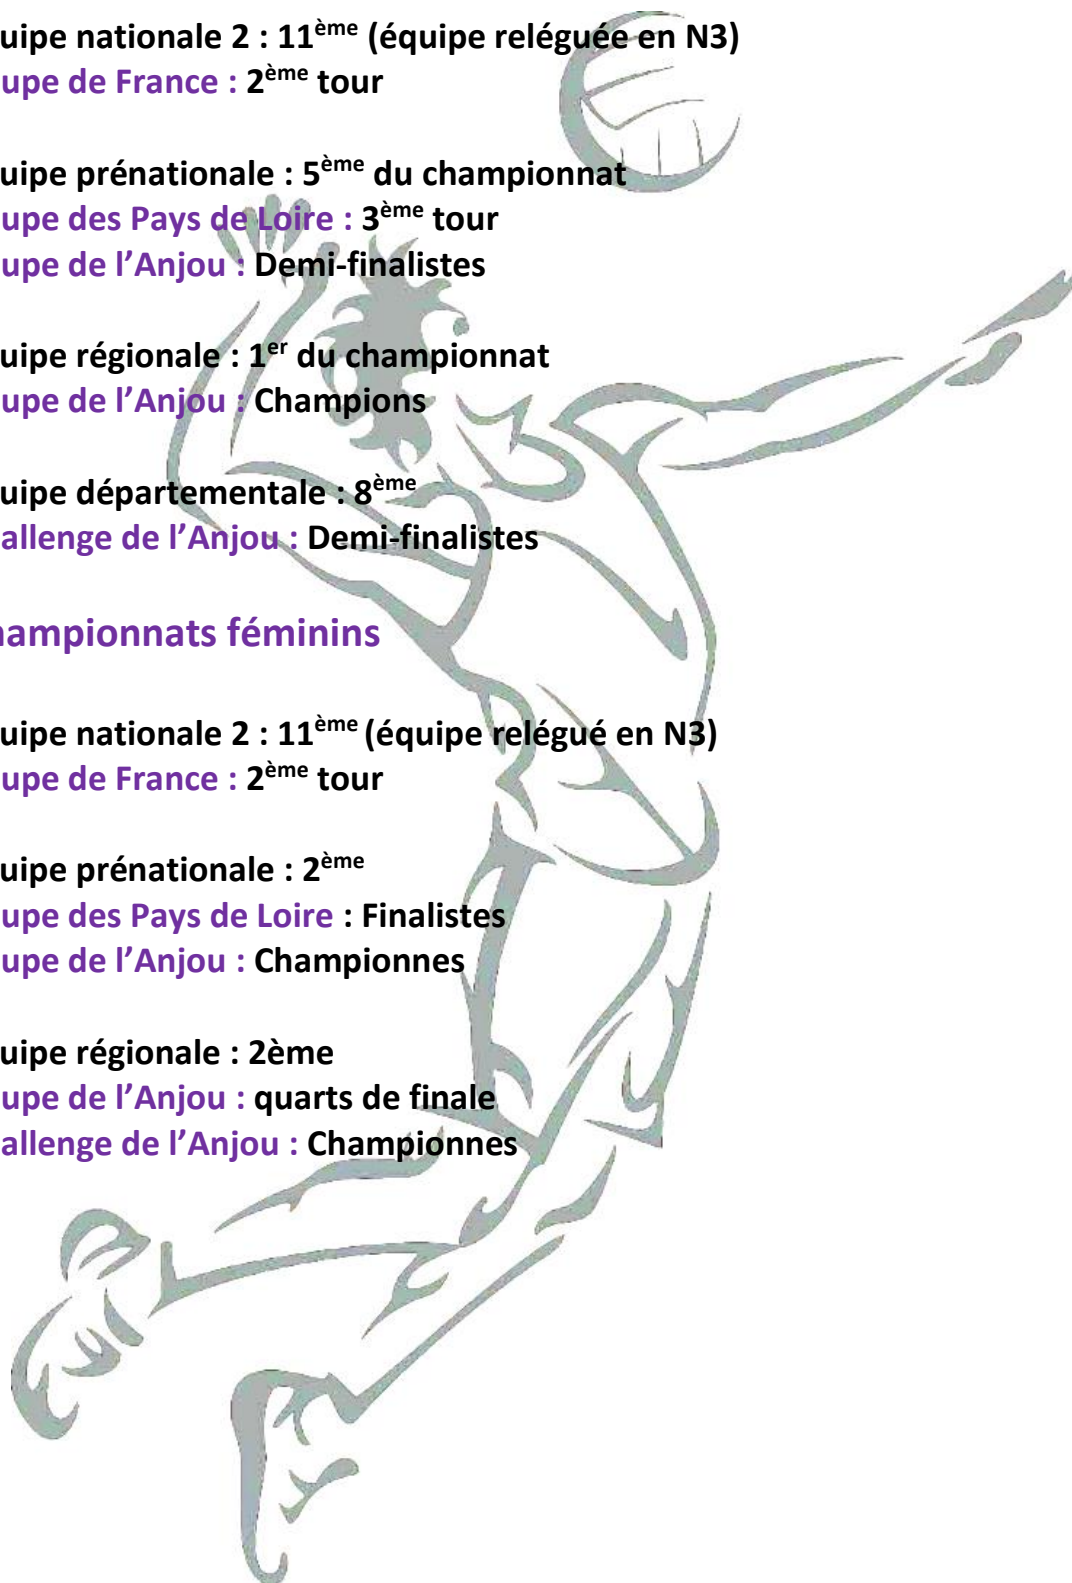 uipe nationale 2 : 11ème (équipe reléguée en N3)
upe de France : 2ème tour
uipe prénationale : 5ème du championnat
upe des Pays de Loire : 3ème tour
upe de l’Anjou : Demi-finalistes
uipe régionale : 1er du championnat
upe de l’Anjou : Champions
uipe départementale : 8ème
allenge de l’Anjou : Demi-finalistes
hampionnats féminins
uipe nationale 2 : 11ème (équipe relégué en N3)
upe de France : 2ème tour
uipe prénationale : 2ème
upe des Pays de Loire : Finalistes
upe de l’Anjou : Championnes
uipe régionale : 2ème
upe de l’Anjou : quarts de finale
allenge de l’Anjou : Championnes